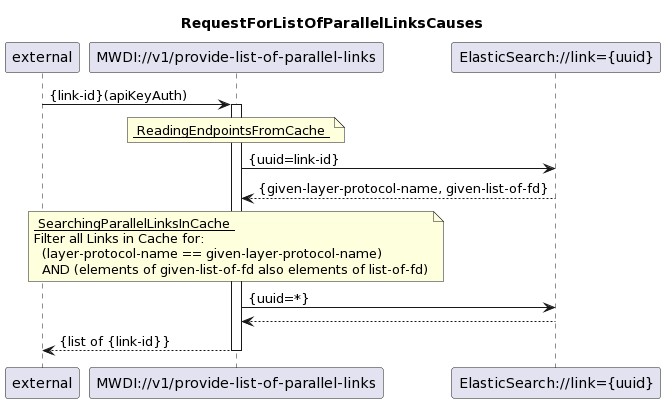 RequestForListOfParallelLinksCauses
external
MWDI://v1/provide-list-of-parallel-links
ElasticSearch://link={uuid}
{link-id}(apiKeyAuth)
ReadingEndpointsFromCache
{uuid=link-id}
{given-layer-protocol-name, given-list-of-fd}
SearchingParallelLinksInCache
Filter all Links in Cache for:
(layer-protocol-name == given-layer-protocol-name)
AND (elements of given-list-of-fd also elements of list-of-fd)
{uuid=*}
{list of {link-id}}
external
MWDI://v1/provide-list-of-parallel-links
ElasticSearch://link={uuid}